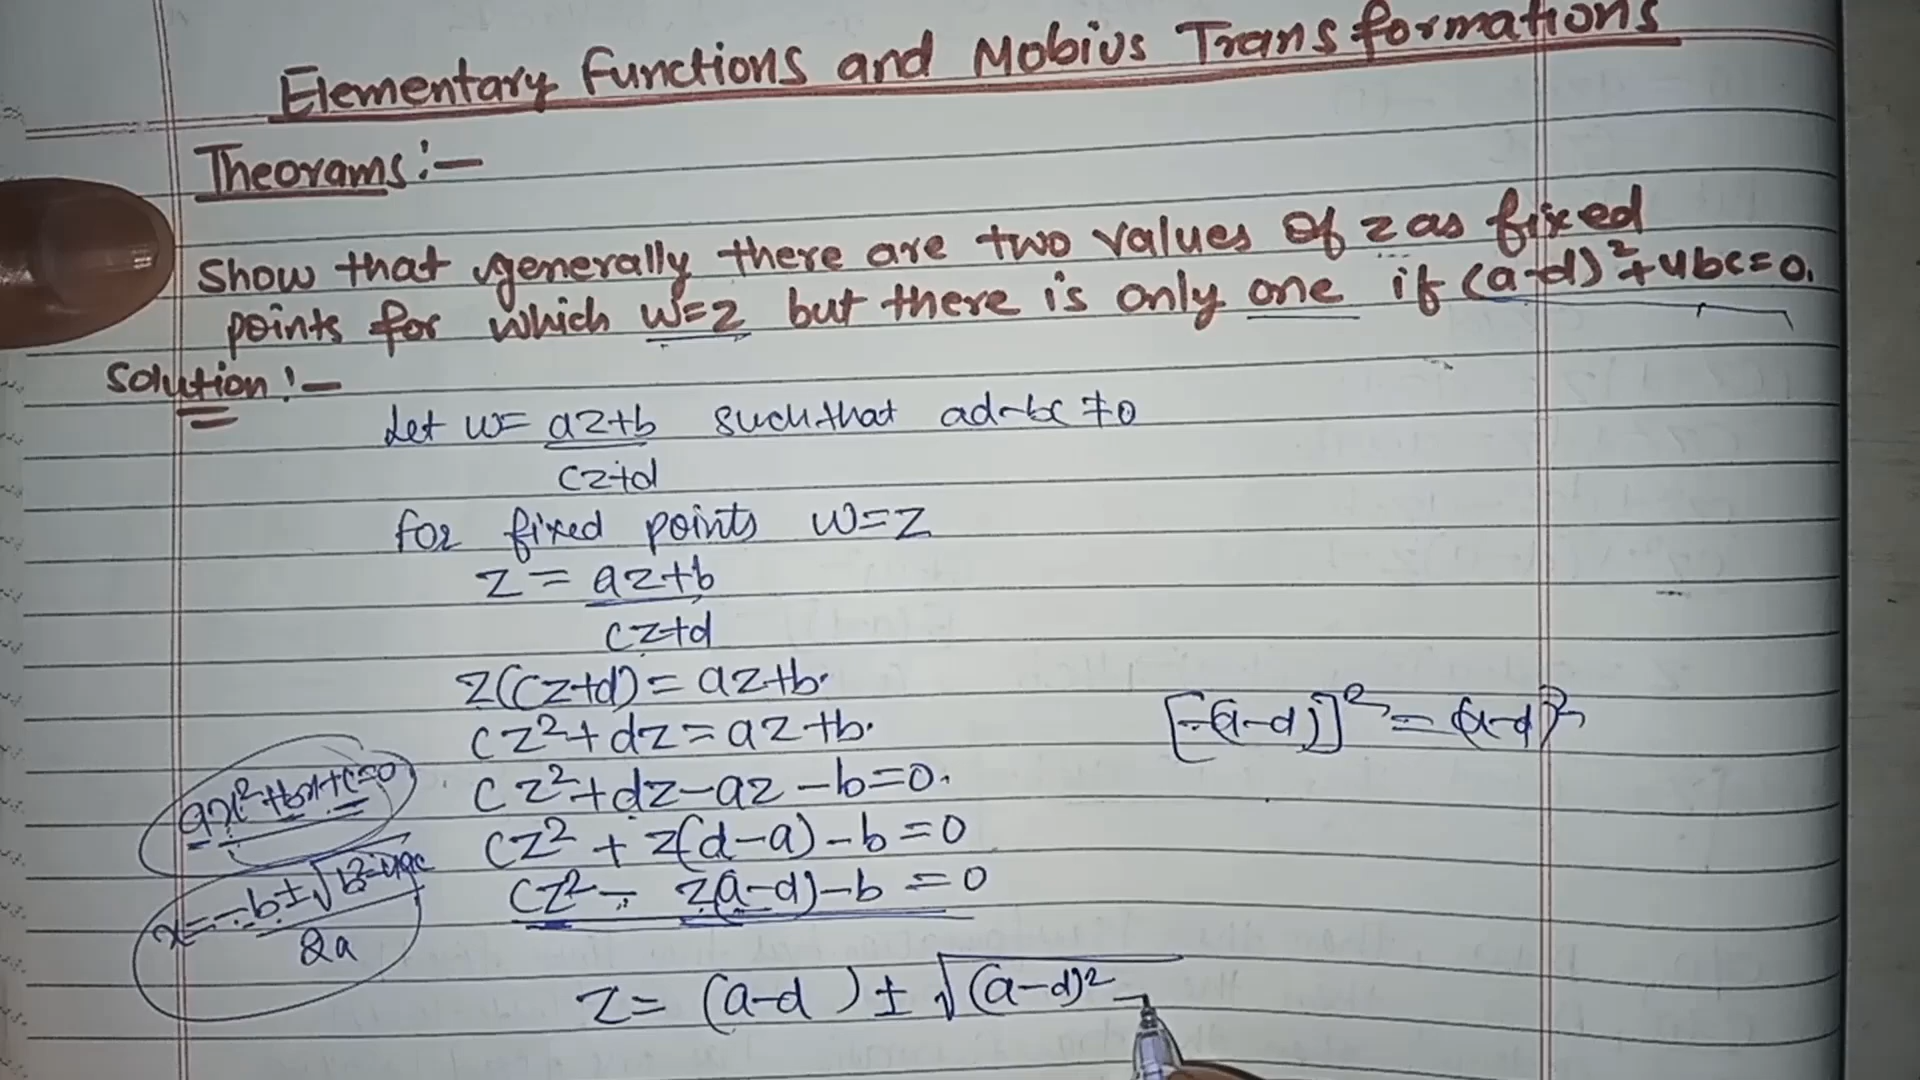 Elementary Functions and Mobius Transformations
Theorams:-
Show that generally there are two values of z as fixed
points for which w=z but there is only one if (a-d)²+4bc=0.
Solution:-
Let w= az+b such that ad-bc≠0
cz+d
for fixed points w=z
z = az+b
cz+d
z(cz+d)= az+b.
cz²+dz=az+b.
[-(a-d)]²=(a-d)²
cz²+dz-az-b=0.
ax²+bx+c=0
cz² + z(d-a)-b=0
cz² - z(a-d)-b=0
x=-b±√b²-4ac
2a
z= (a-d)±√(a-d)²-